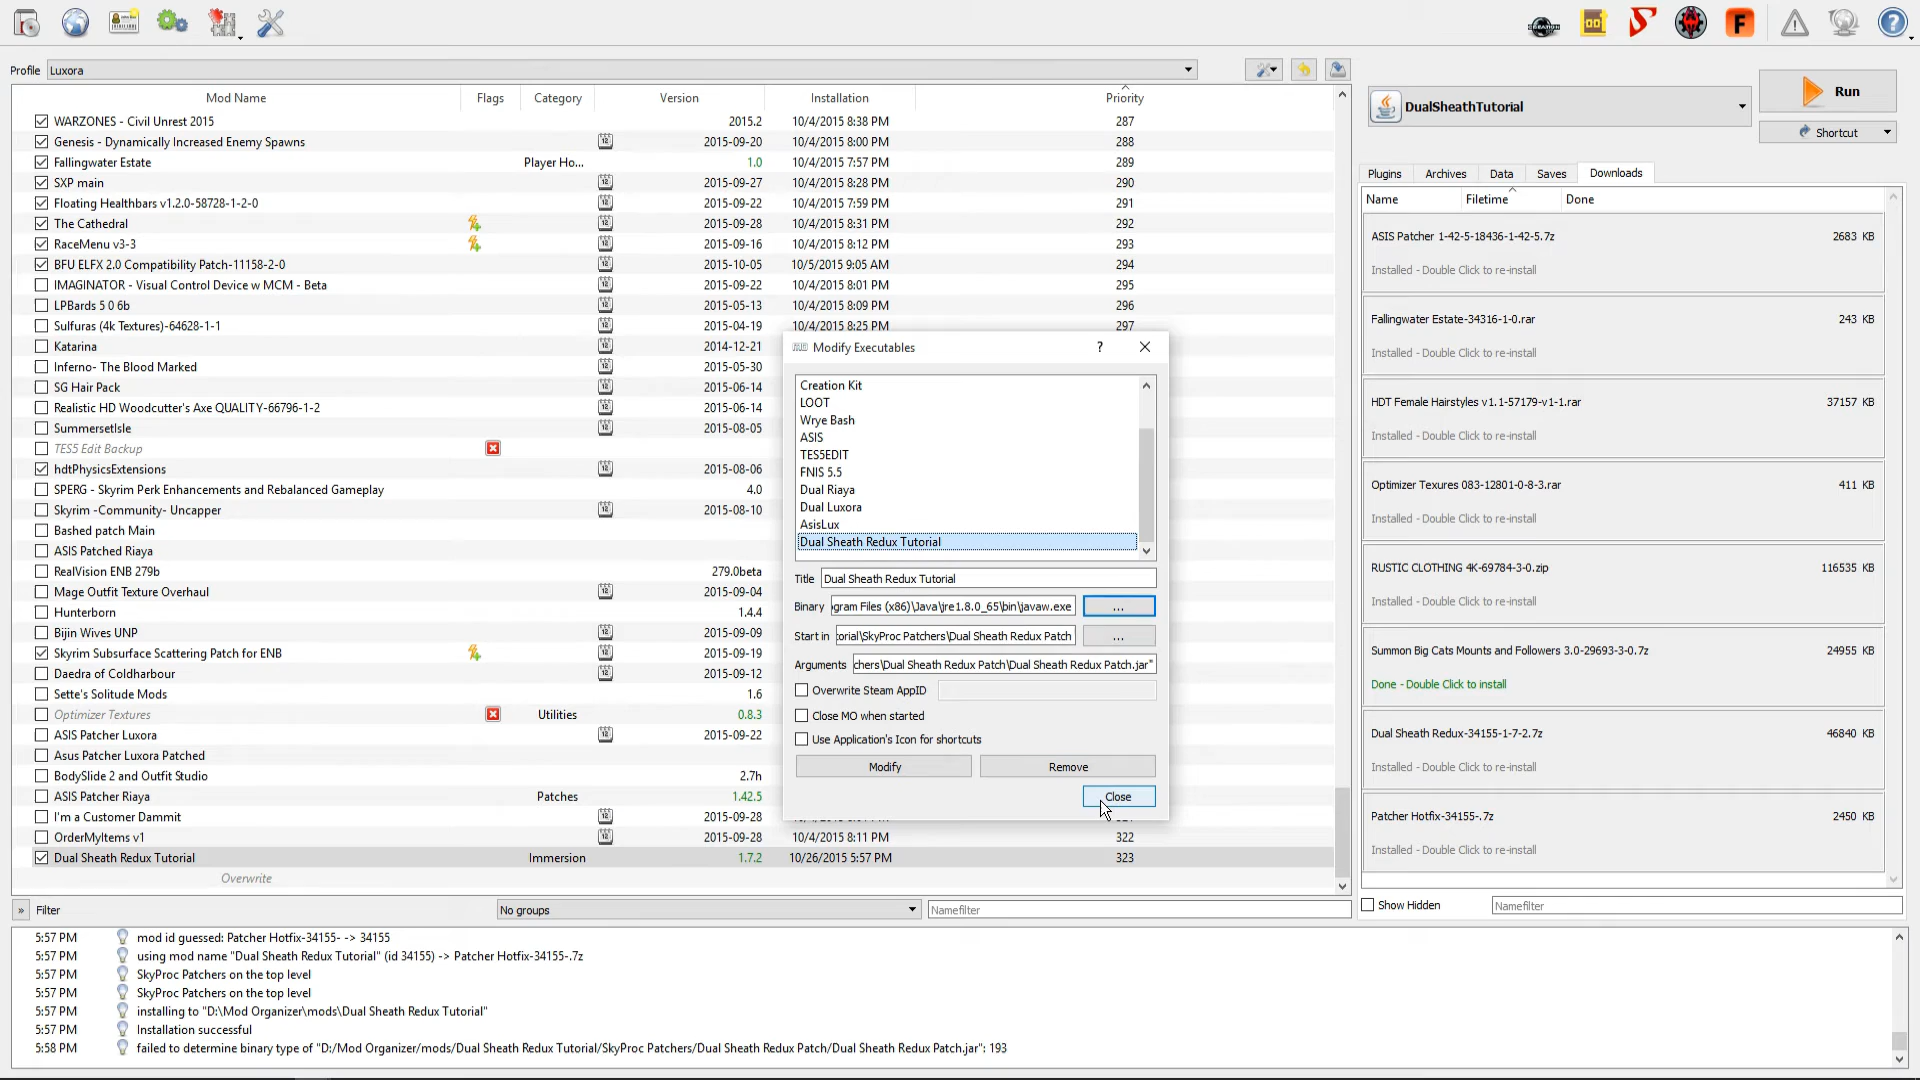 Profile Luxora
DualSheathTutorial Run
Shortcut
Mod Name Flags Category Version Installation Priority
WARZONES - Civil Unrest 2015 2015.2 10/4/2015 8:38 PM 287
Genesis - Dynamically Increased Enemy Spawns 2015-09-20 10/4/2015 8:00 PM 288
Fallingwater Estate Player Ho... 1.0 10/4/2015 7:57 PM 289
SXP main 2015-09-27 10/4/2015 8:28 PM 290
Floating Healthbars v1.2.0-58728-1-2-0 2015-09-22 10/4/2015 7:59 PM 291
The Cathedral 2015-09-28 10/4/2015 8:31 PM 292
RaceMenu v3-3 2015-09-16 10/4/2015 8:12 PM 293
BFU ELFX 2.0 Compatibility Patch-11158-2-0 2015-10-05 10/5/2015 9:05 AM 294
IMAGINATOR - Visual Control Device w MCM - Beta 2015-09-22 10/4/2015 8:01 PM 295
LPBards 5 0 6b 2015-05-13 10/4/2015 8:09 PM 296
Sulfuras (4k Textures)-64628-1-1 2015-04-19 10/4/2015 8:25 PM 297
Katarina 2014-12-21
Inferno- The Blood Marked 2015-05-30
SG Hair Pack 2015-06-14
Realistic HD Woodcutter's Axe QUALITY-66796-1-2 2015-06-14
Summersetlsle 2015-08-05
TES5 Edit Backup
hdtPhysicsExtensions 2015-08-06
SPERG - Skyrim Perk Enhancements and Rebalanced Gameplay 4.0
Skyrim -Community- Uncapper 2015-08-10
Bashed patch Main
ASIS Patched Riaya
RealVision ENB 279b 279.0beta
Mage Outfit Texture Overhaul 2015-09-04
Hunterborn 1.4.4
Bijin Wives UNP 2015-09-09
Skyrim Subsurface Scattering Patch for ENB 2015-09-19
Daedra of Coldharbour 2015-09-12
Sette's Solitude Mods 1.6
Optimizer Textures Utilities 0.8.3
ASIS Patcher Luxora 2015-09-22
Asus Patcher Luxora Patched
BodySlide 2 and Outfit Studio 2.7h
ASIS Patcher Riaya Patches 1.42.5
I'm a Customer Dammit 2015-09-28
OrderMyItems v1 2015-09-28 10/4/2015 8:11 PM 322
Dual Sheath Redux Tutorial Immersion 1.7.2 10/26/2015 5:57 PM 323
Overwrite
Modify Executables ?
Creation Kit
LOOT
Wrye Bash
ASIS
TES5EDIT
FNIS 5.5
Dual Riaya
Dual Luxora
AsisLux
Dual Sheath Redux Tutorial
Title Dual Sheath Redux Tutorial
Binary ogram Files (x86)\Java\jre1.8.0_65\bin\javaw.exe ...
Start in orial\SkyProc Patchers\Dual Sheath Redux Patch ...
Arguments chers\Dual Sheath Redux Patch\Dual Sheath Redux Patch.jar"
Overwrite Steam AppID
Close MO when started
Use Application's Icon for shortcuts
Modify Remove
Close
Plugins Archives Data Saves Downloads
Name Filetime Done
ASIS Patcher 1-42-5-18436-1-42-5.7z 2683 KB
Installed - Double Click to re-install
Fallingwater Estate-34316-1-0.rar 243 KB
Installed - Double Click to re-install
HDT Female Hairstyles v1.1-57179-v1-1.rar 37157 KB
Installed - Double Click to re-install
Optimizer Texures 083-12801-0-8-3.rar 411 KB
Installed - Double Click to re-install
RUSTIC CLOTHING 4K-69784-3-0.zip 116535 KB
Installed - Double Click to re-install
Summon Big Cats Mounts and Followers 3.0-29693-3-0.7z 24955 KB
Done - Double Click to install
Dual Sheath Redux-34155-1-7-2.7z 46840 KB
Installed - Double Click to re-install
Patcher Hotfix-34155-.7z 2450 KB
Installed - Double Click to re-install
» Filter No groups Namefilter
Show Hidden Namefilter
5:57 PM mod id guessed: Patcher Hotfix-34155- -> 34155
5:57 PM using mod name "Dual Sheath Redux Tutorial" (id 34155) -> Patcher Hotfix-34155-.7z
5:57 PM SkyProc Patchers on the top level
5:57 PM SkyProc Patchers on the top level
5:57 PM installing to "D:\Mod Organizer\mods\Dual Sheath Redux Tutorial"
5:57 PM Installation successful
5:58 PM failed to determine binary type of "D:/Mod Organizer/mods/Dual Sheath Redux Tutorial/SkyProc Patchers/Dual Sheath Redux Patch/Dual Sheath Redux Patch.jar": 193